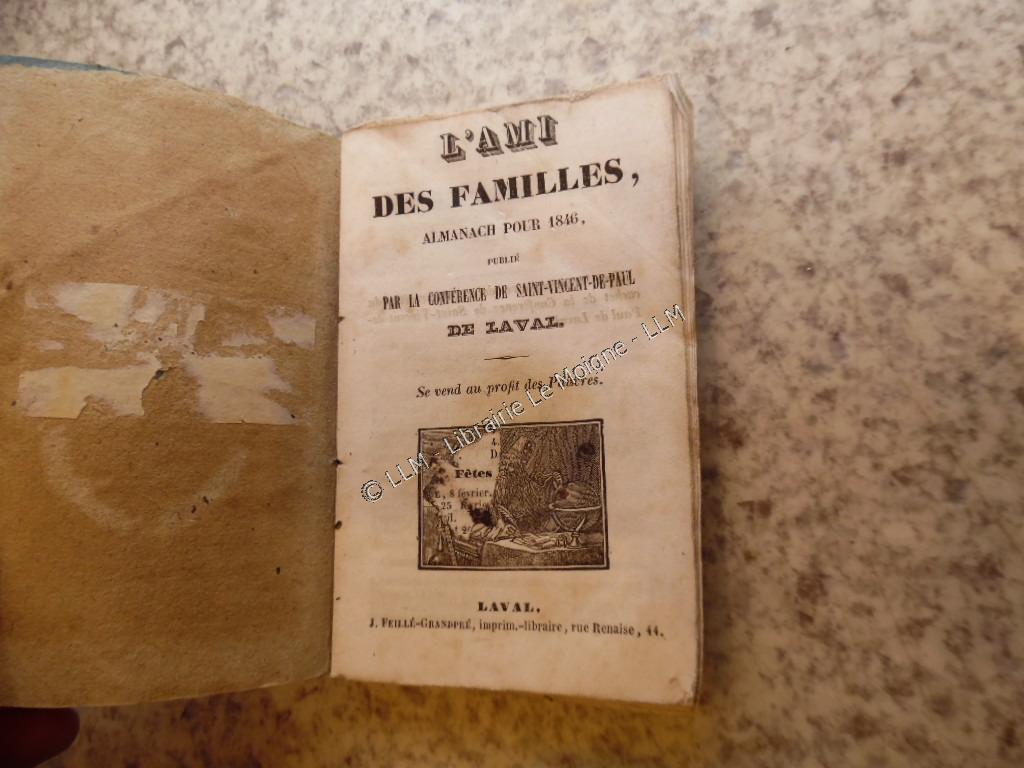 L'AMI
DES FAMILLES,
ALMANACH POUR 1846,
PUBLIÉ
PAR LA CONFÉRENCE DE SAINT-VINCENT-DE-PAUL
DE LAVAL.
Se vend au profit des Pauvres.
© LLM - Librairie Le Moigne - LLM
4.
D
Fêtes
, 8 février.
25
LAVAL.
J. FEILLÉ-GRANDPRÉ, imprim.-libraire, rue Renaise, 44.